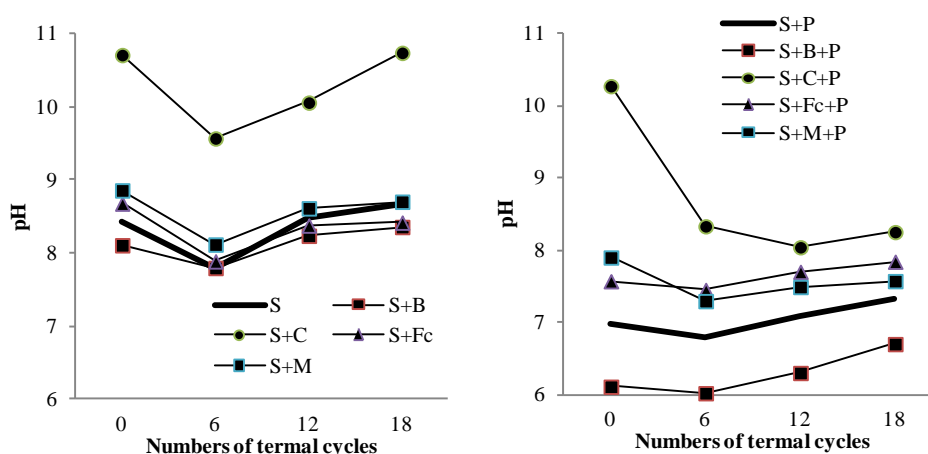 11
10
9
8
7
6
pH
0 6 12 18
Numbers of termal cycles
S S+B
S+C S+Fc
S+M
11
10
9
8
7
6
pH
0 6 12 18
Numbers of termal cycles
S+P
S+B+P
S+C+P
S+Fc+P
S+M+P